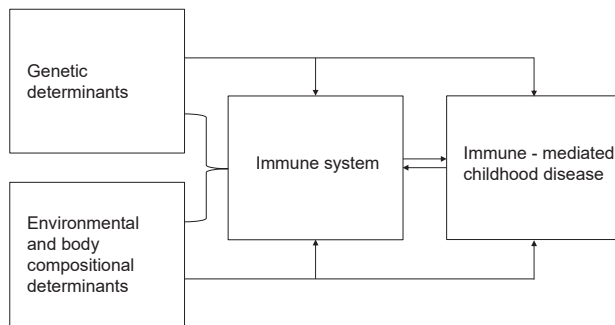 Genetic
determinants
Immune system
Immune - mediated
childhood disease
Environmental
and body
compositional
determinants